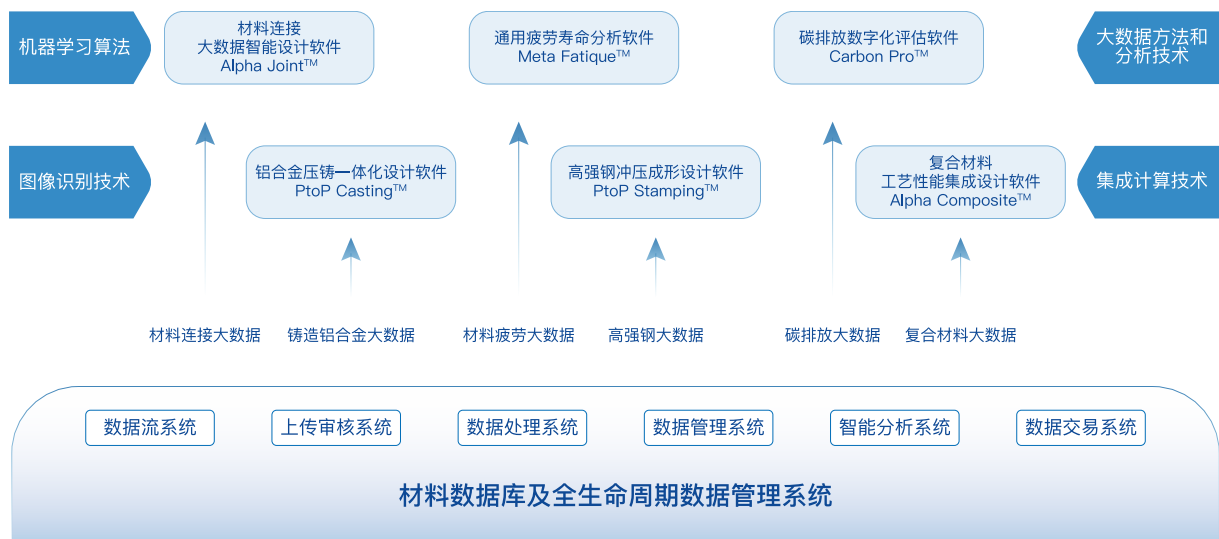 机器学习算法
材料连接
大数据智能设计软件
Alpha Joint™
通用疲劳寿命分析软件
Meta Fatique™
碳排放数字化评估软件
Carbon Pro™
大数据方法和
分析技术
图像识别技术
铝合金压铸一体化设计软件
PtoP Casting™
高强钢冲压成形设计软件
PtoP Stamping™
复合材料
工艺性能集成设计软件
Alpha Composite™
集成计算技术
材料连接大数据
铸造铝合金大数据
材料疲劳大数据
高强钢大数据
碳排放大数据
复合材料大数据
数据流系统
上传审核系统
数据处理系统
数据管理系统
智能分析系统
数据交易系统
材料数据库及全生命周期数据管理系统